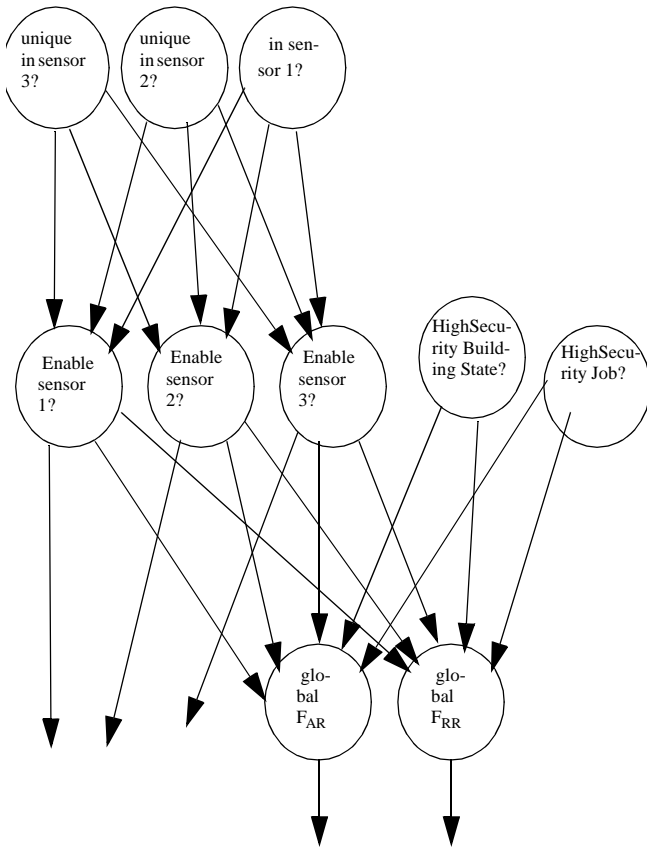 unique
in sensor
3?
unique
in sensor
2?
in sen-
sor 1?
Enable
sensor
1?
Enable
sensor
2?
Enable
sensor
3?
HighSecu-
rity Build-
ing State?
HighSecu-
rity Job?
glo-
bal
FAR
glo-
bal
FRR